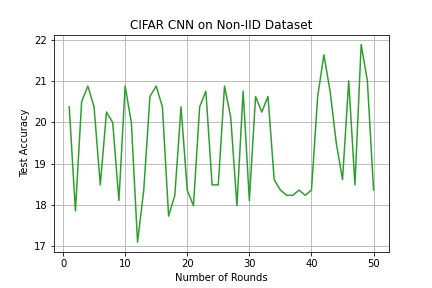 CIFAR CNN on Non-IID Dataset
22
21
20
19
18
17
Test Accuracy
0 10 20 30 40 50
Number of Rounds